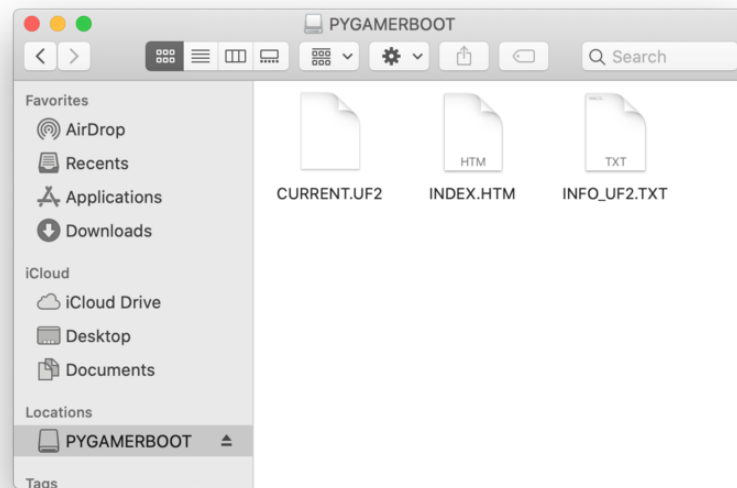 PYGAMERBOOT
Search
Favorites
AirDrop
Recents
Applications
Downloads
iCloud
iCloud Drive
Desktop
Documents
Locations
PYGAMERBOOT
Tags
HTM
TXT
CURRENT.UF2
INDEX.HTM
INFO_UF2.TXT